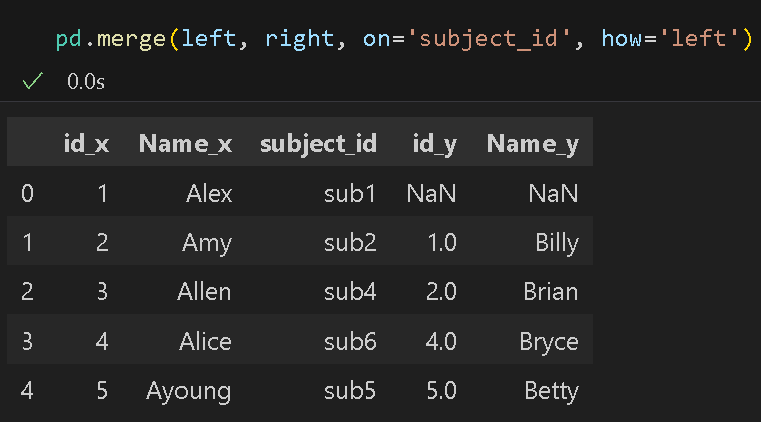 pd.merge(left, right, on='subject_id', how='left')
0.0s
id_x Name_x subject_id id_y Name_y
0 1 Alex sub1 NaN NaN
1 2 Amy sub2 1.0 Billy
2 3 Allen sub4 2.0 Brian
3 4 Alice sub6 4.0 Bryce
4 5 Ayoung sub5 5.0 Betty